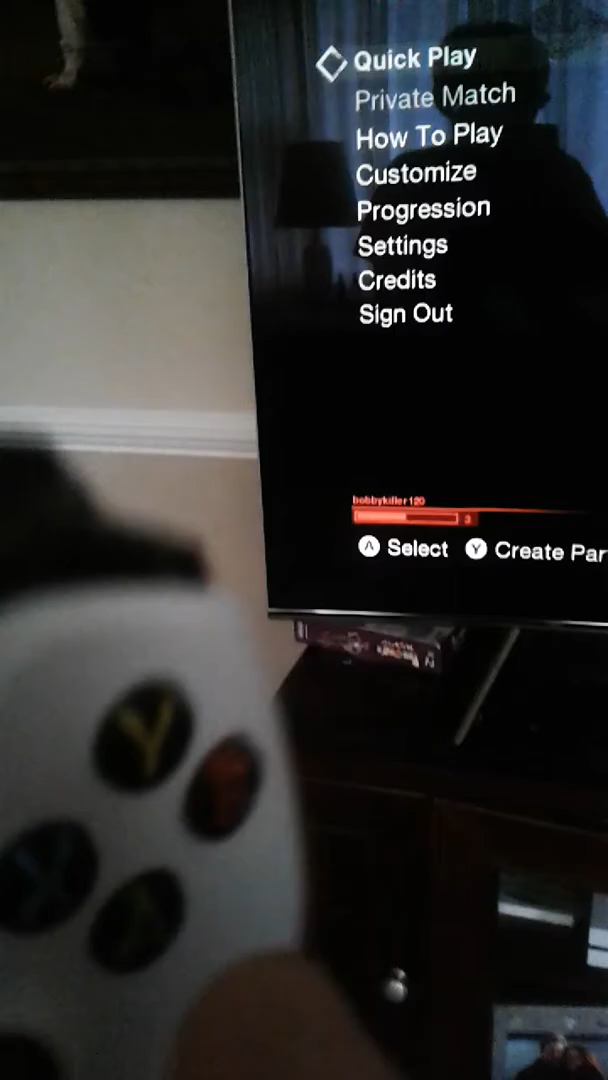 Quick Play
Private Match
How To Play
Customize
Progression
Settings
Credits
Sign Out
bobbykiller120
3
A Select Y Create Par
Y
X